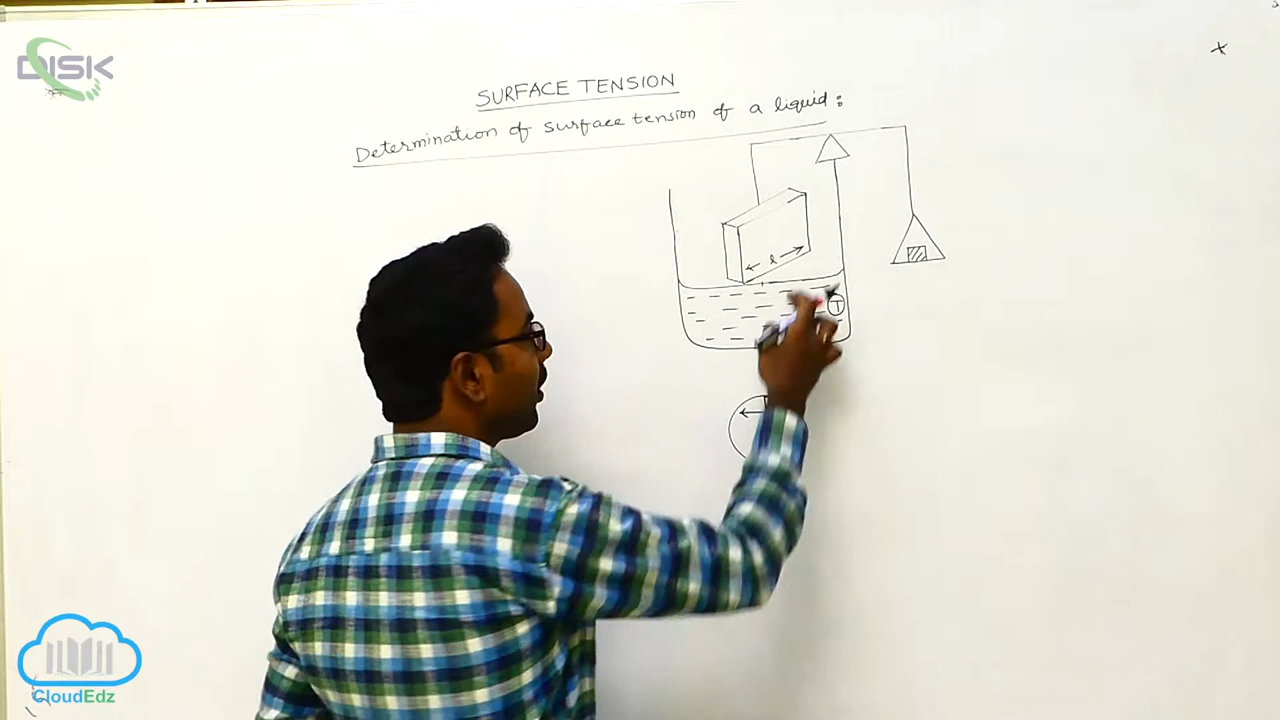 DISK
SURFACE TENSION
Determination of surface tension of a liquid:
l
T
CloudEdz